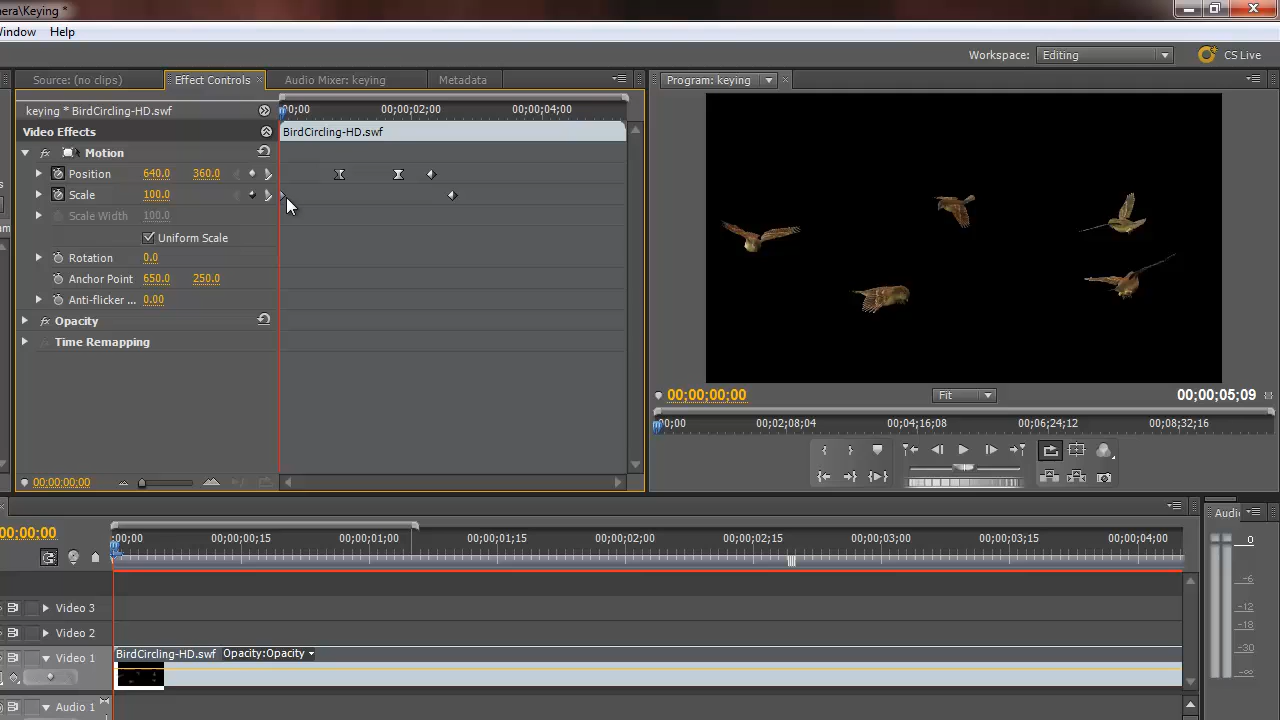 nera\Keying *
Window Help
Workspace: Editing CS Live
Source: (no clips) Effect Controls Audio Mixer: keying Metadata
Program: keying
keying * BirdCircling-HD.swf
;00 00;00;02;00 00;00;04;00
Video Effects
BirdCircling-HD.swf
Motion
Position 640.0 360.0
Scale 100.0
Scale Width 100.0
Uniform Scale
Rotation 0.0
Anchor Point 650.0 250.0
Anti-flicker ... 0.00
Opacity
Time Remapping
00:00:00:00
00:00:00:00 Fit 00:00:05:09
;00 00;02;08;04 00;04;16;08 00;06;24;12 00;08;32;16
00:00:00
:00;00 00;00;00;15 00;00;01;00 00;00;01;15 00;00;02;00 00;00;02;15 00;00;03;00 00;00;03;15 00;00;04;00
Video 3
Video 2
Video 1
BirdCircling-HD.swf Opacity:Opacity
Audio 1
Audio
0
-6
-12
-18
-30
-∞